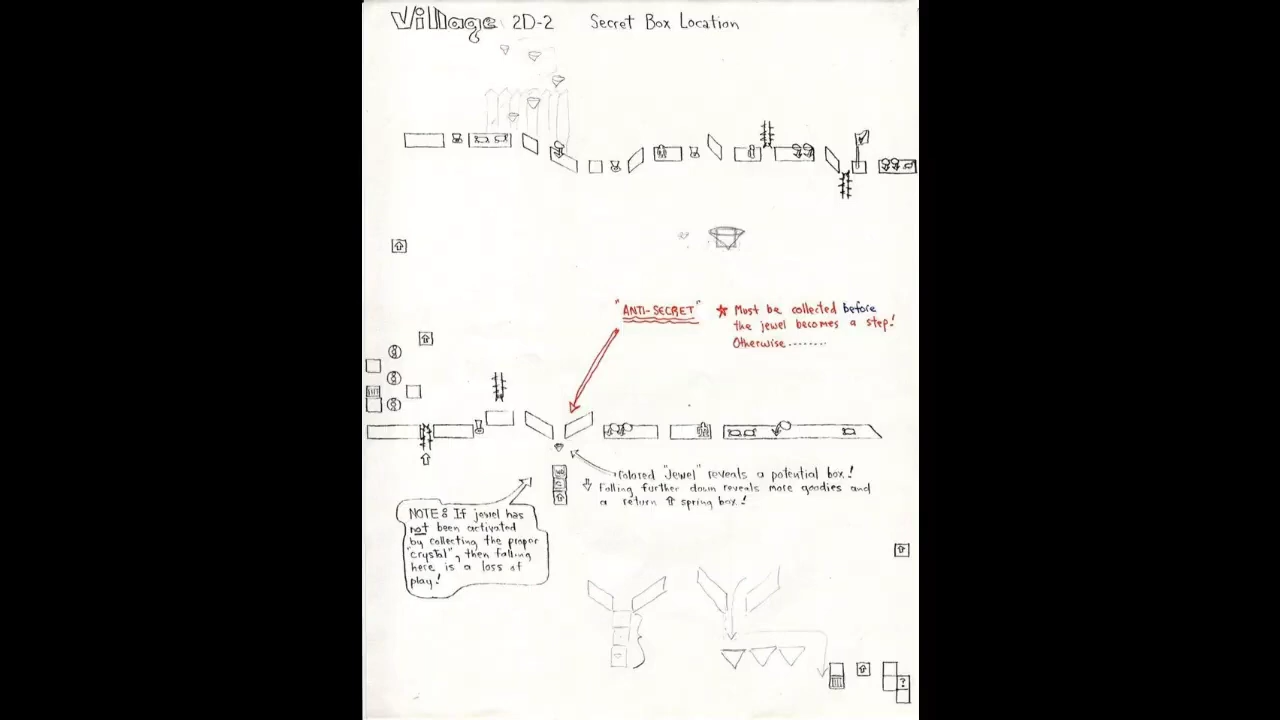 Village 2D-2 Secret Box Location
"ANTI-SECRET"
* Must be collected before
the jewel becomes a step!
Otherwise........
Colored "Jewel" reveals a potential box!
Falling further down reveals more goodies and
a return ⇧ spring box!
NOTE: If jewel has
not been activated
by collecting the proper
"crystal", then falling
here is a loss of
play!
?